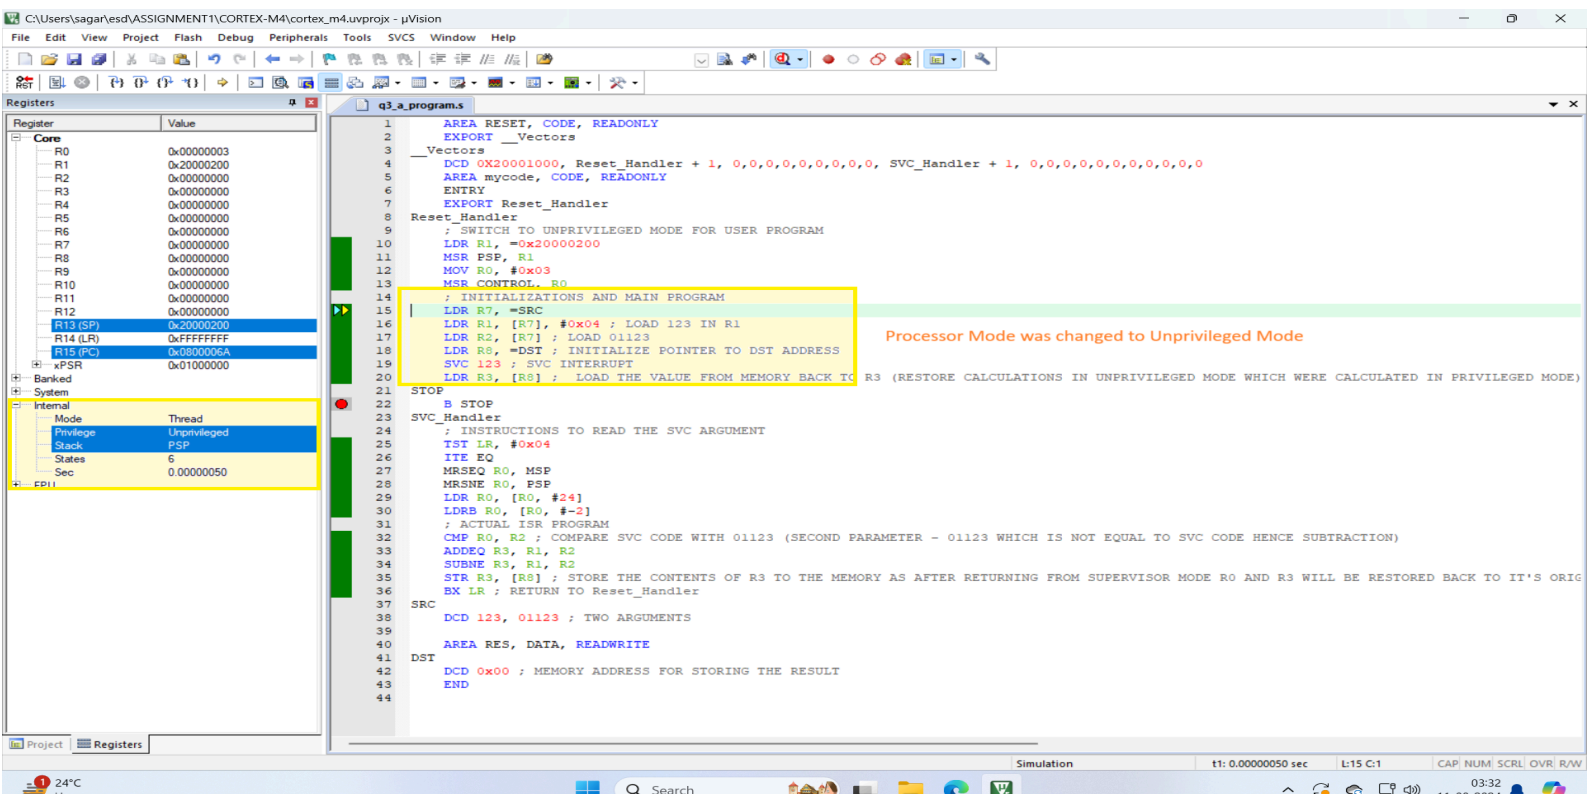 C:\Users\sagar\esd\ASSIGNMENT1\CORTEX-M4\cortex_m4.uvprojx - µVision
File Edit View Project Flash Debug Peripherals Tools SVCS Window Help
Registers
q3_a_program.s
Register Value
Core
R0 0x00000003
R1 0x20000200
R2 0x00000000
R3 0x00000000
R4 0x00000000
R5 0x00000000
R6 0x00000000
R7 0x00000000
R8 0x00000000
R9 0x00000000
R10 0x00000000
R11 0x00000000
R12 0x00000000
R13 (SP) 0x20000200
R14 (LR) 0xFFFFFFFF
R15 (PC) 0x0800006A
xPSR 0x01000000
Banked
System
Internal
Mode Thread
Privilege Unprivileged
Stack PSP
States 6
Sec 0.00000050
FPU
Project Registers
1 AREA RESET, CODE, READONLY
2 EXPORT __Vectors
3 __Vectors
4 DCD 0X20001000, Reset_Handler + 1, 0,0,0,0,0,0,0,0,0, SVC_Handler + 1, 0,0,0,0,0,0,0,0,0,0,0
5 AREA mycode, CODE, READONLY
6 ENTRY
7 EXPORT Reset_Handler
8 Reset_Handler
9 ; SWITCH TO UNPRIVILEGED MODE FOR USER PROGRAM
10 LDR R1, =0x20000200
11 MSR PSP, R1
12 MOV R0, #0x03
13 MSR CONTROL, R0
14 ; INITIALIZATIONS AND MAIN PROGRAM
15 LDR R7, =SRC
16 LDR R1, [R7], #0x04 ; LOAD 123 IN R1
17 LDR R2, [R7] ; LOAD 01123
18 LDR R8, =DST ; INITIALIZE POINTER TO DST ADDRESS
19 SVC 123 ; SVC INTERRUPT
20 LDR R3, [R8] ; LOAD THE VALUE FROM MEMORY BACK TO R3 (RESTORE CALCULATIONS IN UNPRIVILEGED MODE WHICH WERE CALCULATED IN PRIVILEGED MODE)
21 STOP
22 B STOP
23 SVC_Handler
24 ; INSTRUCTIONS TO READ THE SVC ARGUMENT
25 TST LR, #0x04
26 ITE EQ
27 MRSEQ R0, MSP
28 MRSNE R0, PSP
29 LDR R0, [R0, #24]
30 LDRB R0, [R0, #-2]
31 ; ACTUAL ISR PROGRAM
32 CMP R0, R2 ; COMPARE SVC CODE WITH 01123 (SECOND PARAMETER - 01123 WHICH IS NOT EQUAL TO SVC CODE HENCE SUBTRACTION)
33 ADDEQ R3, R1, R2
34 SUBNE R3, R1, R2
35 STR R3, [R8] ; STORE THE CONTENTS OF R3 TO THE MEMORY AS AFTER RETURNING FROM SUPERVISOR MODE R0 AND R3 WILL BE RESTORED BACK TO IT'S ORIG
36 BX LR ; RETURN TO Reset_Handler
37 SRC
38 DCD 123, 01123 ; TWO ARGUMENTS
39
40 AREA RES, DATA, READWRITE
41 DST
42 DCD 0x00 ; MEMORY ADDRESS FOR STORING THE RESULT
43 END
44
Processor Mode was changed to Unprivileged Mode
Simulation t1: 0.00000050 sec L:15 C:1 CAP NUM SCRL OVR R/W
1 24°C
Search
03:32